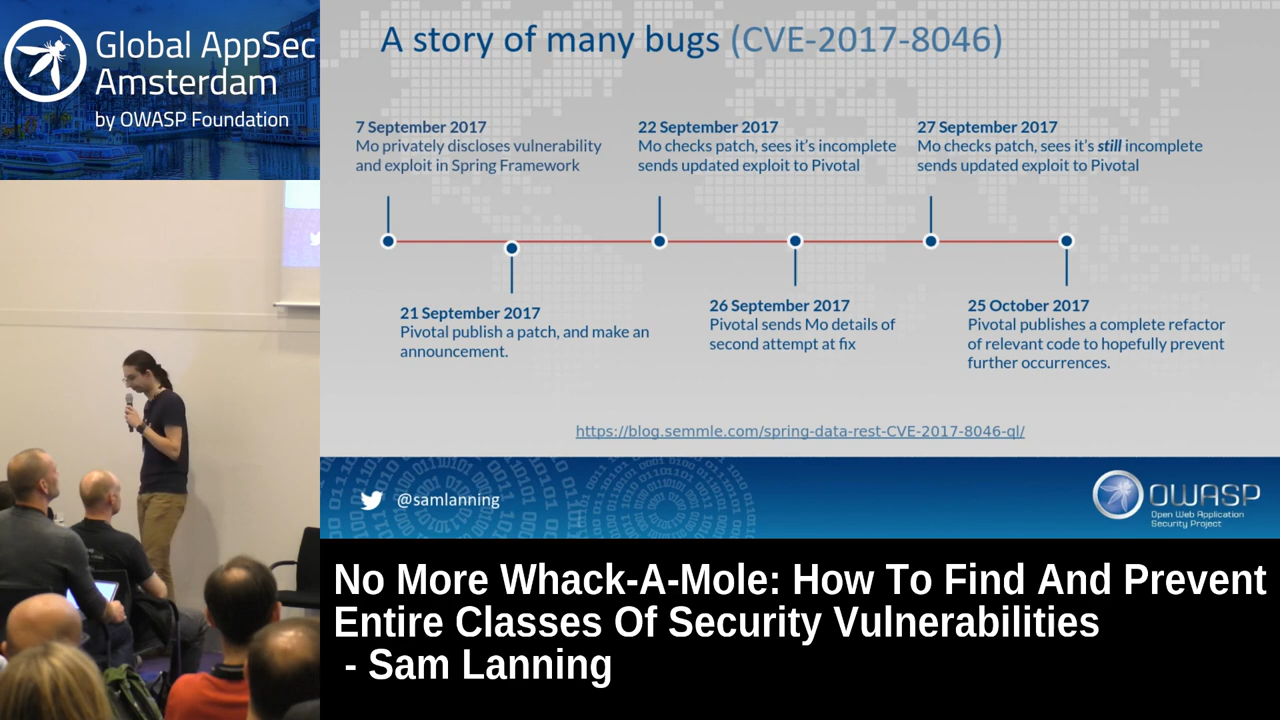 Global AppSec
Amsterdam
by OWASP Foundation
A story of many bugs (CVE-2017-8046)
7 September 2017
Mo privately discloses vulnerability
and exploit in Spring Framework
22 September 2017
Mo checks patch, sees it's incomplete
sends updated exploit to Pivotal
27 September 2017
Mo checks patch, sees it's still incomplete
sends updated exploit to Pivotal
21 September 2017
Pivotal publish a patch, and make an
announcement.
26 September 2017
Pivotal sends Mo details of
second attempt at fix
25 October 2017
Pivotal publishes a complete refactor
of relevant code to hopefully prevent
further occurrences.
https://blog.semmle.com/spring-data-rest-CVE-2017-8046-ql/
@samlanning
OWASP
Open Web Application
Security Project
No More Whack-A-Mole: How To Find And Prevent
Entire Classes Of Security Vulnerabilities
- Sam Lanning